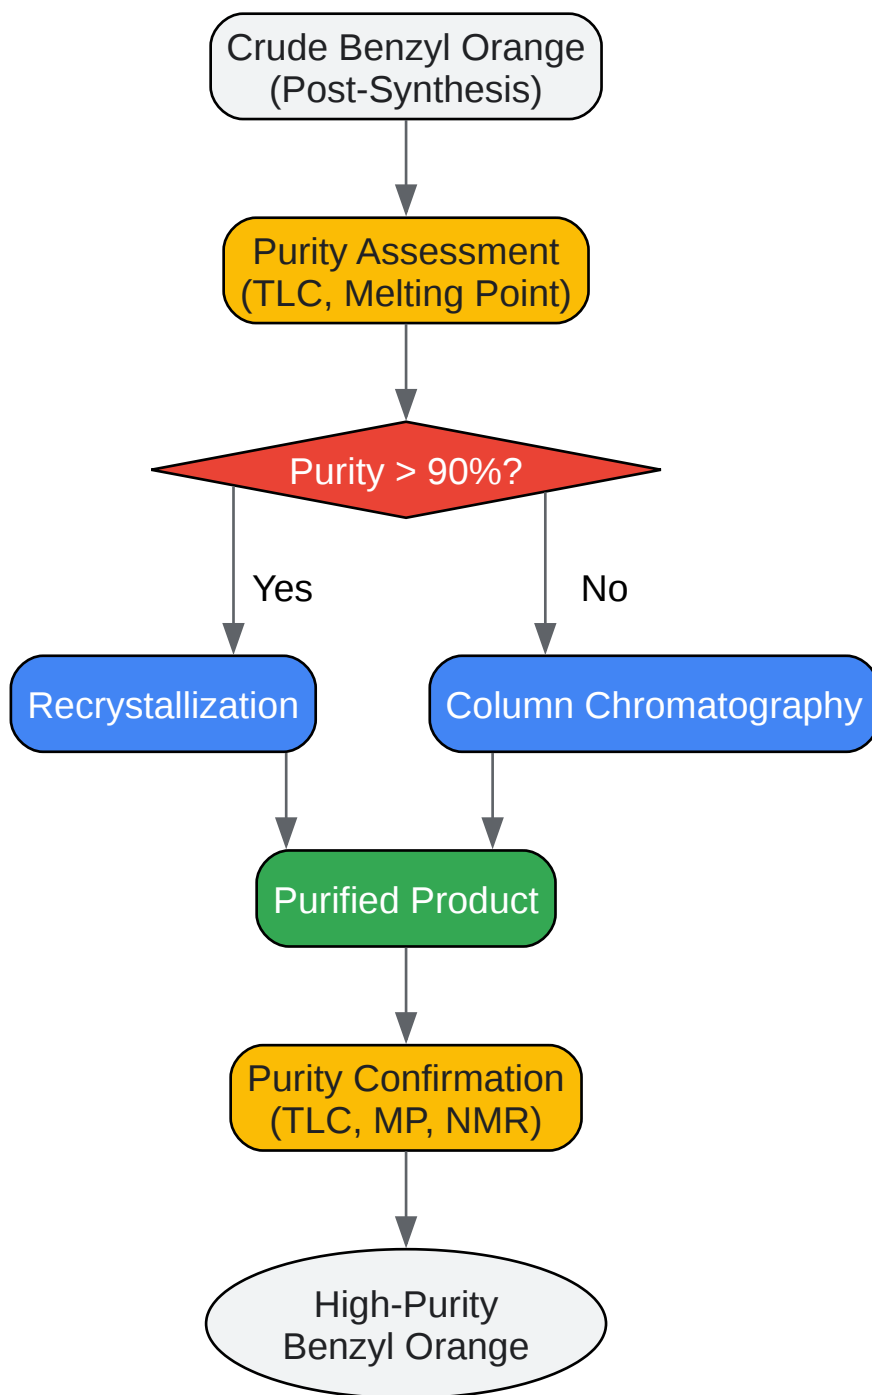 Crude Benzyl Orange
(Post-Synthesis)
Purity Assessment
(TLC, Melting Point)
Purity > 90%?
Yes
No
Recrystallization
Column Chromatography
Purified Product
Purity Confirmation
(TLC, MP, NMR)
High-Purity
Benzyl Orange